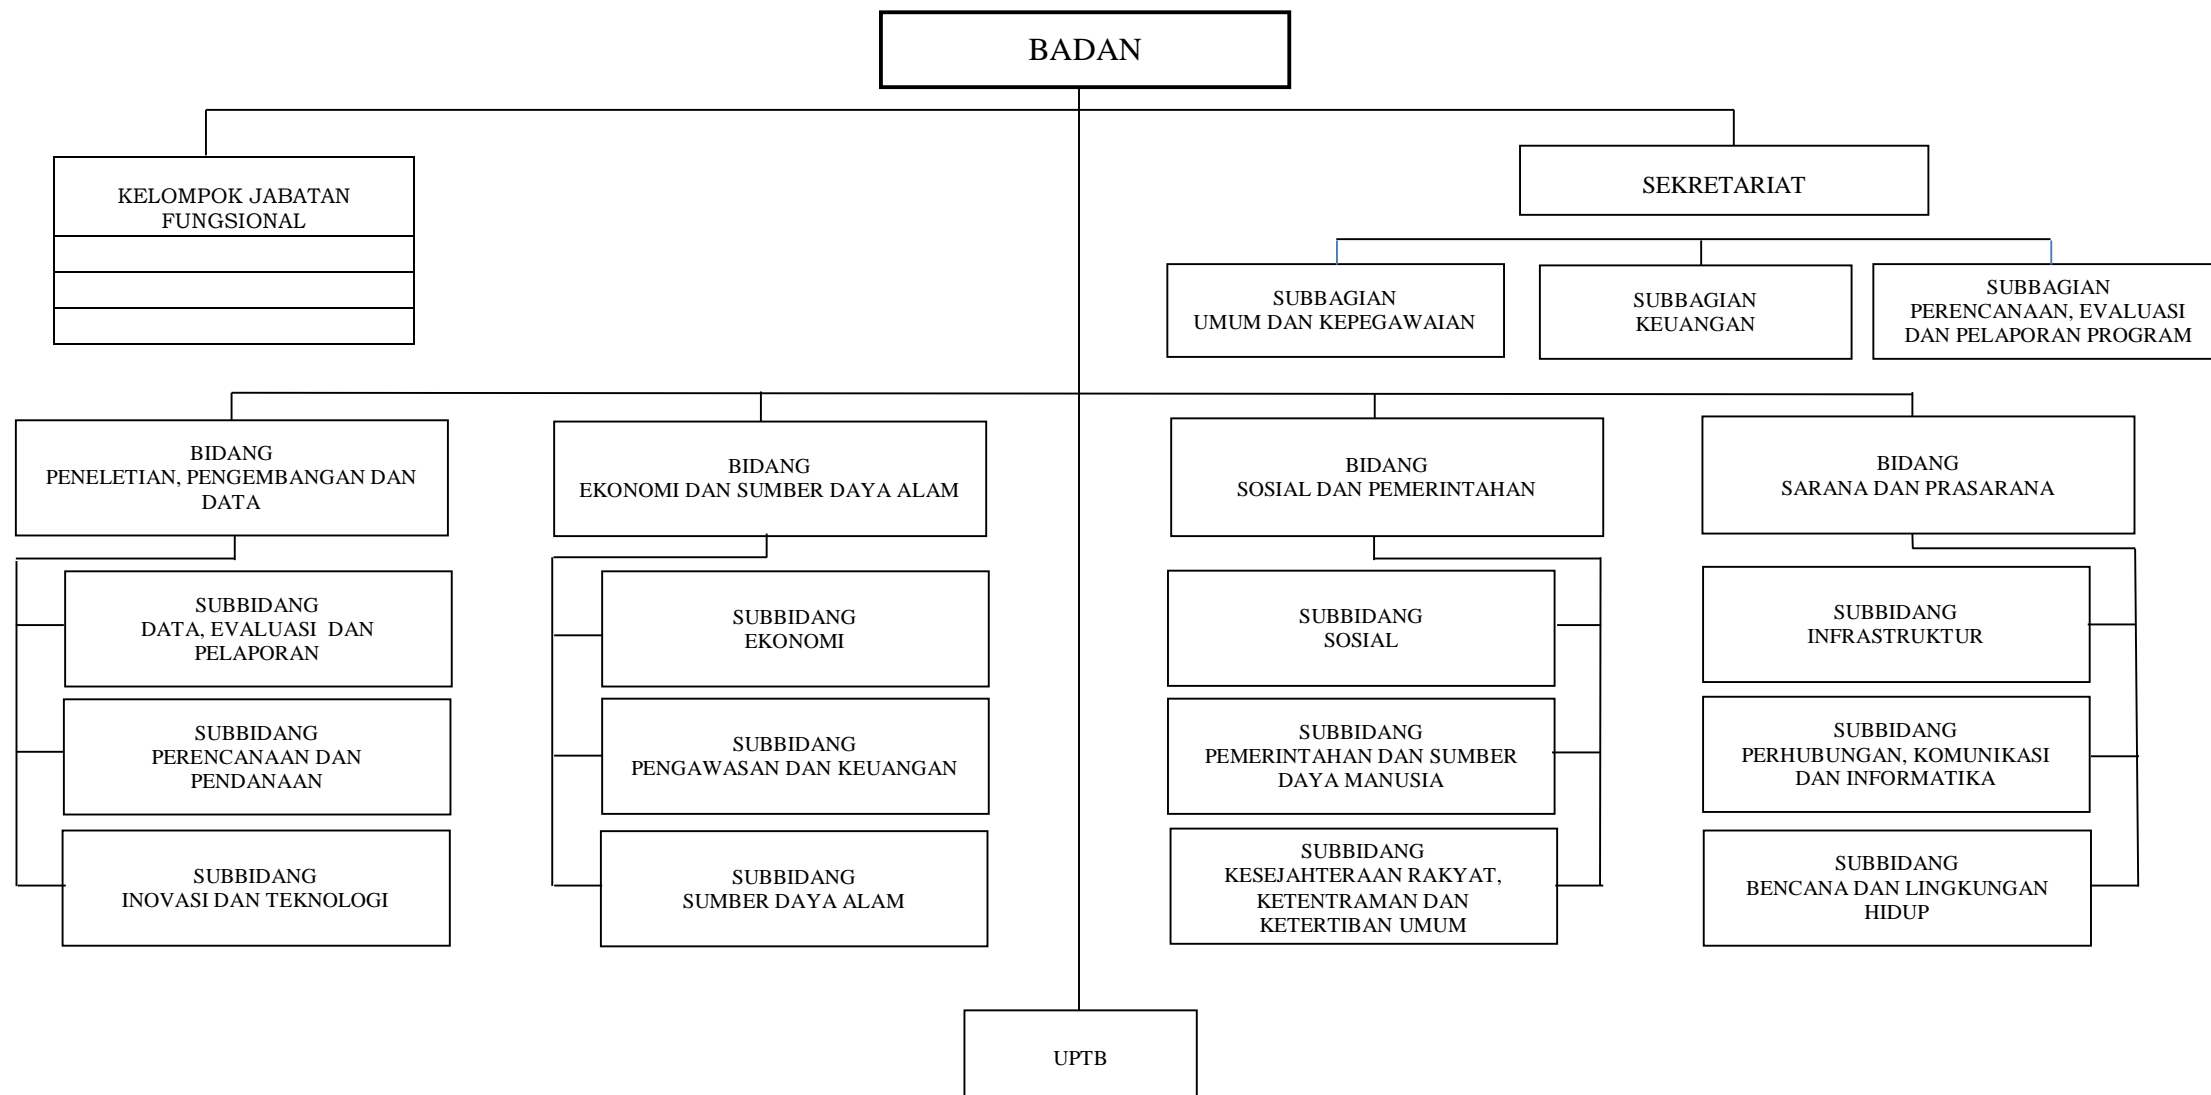 BADAN
KELOMPOK JABATAN
FUNGSIONAL
SEKRETARIAT
SUBBAGIAN
UMUM DAN KEPEGAWAIAN
SUBBAGIAN
KEUANGAN
SUBBAGIAN
PERENCANAAN, EVALUASI
DAN PELAPORAN PROGRAM
BIDANG
PENELETIAN, PENGEMBANGAN DAN
DATA
BIDANG
EKONOMI DAN SUMBER DAYA ALAM
BIDANG
SOSIAL DAN PEMERINTAHAN
BIDANG
SARANA DAN PRASARANA
SUBBIDANG
DATA, EVALUASI DAN
PELAPORAN
SUBBIDANG
EKONOMI
SUBBIDANG
SOSIAL
SUBBIDANG
INFRASTRUKTUR
SUBBIDANG
PERENCANAAN DAN
PENDANAAN
SUBBIDANG
PENGAWASAN DAN KEUANGAN
SUBBIDANG
PEMERINTAHAN DAN SUMBER
DAYA MANUSIA
SUBBIDANG
PERHUBUNGAN, KOMUNIKASI
DAN INFORMATIKA
SUBBIDANG
INOVASI DAN TEKNOLOGI
SUBBIDANG
SUMBER DAYA ALAM
SUBBIDANG
KESEJAHTERAAN RAKYAT,
KETENTRAMAN DAN
KETERTIBAN UMUM
SUBBIDANG
BENCANA DAN LINGKUNGAN
HIDUP
UPTB